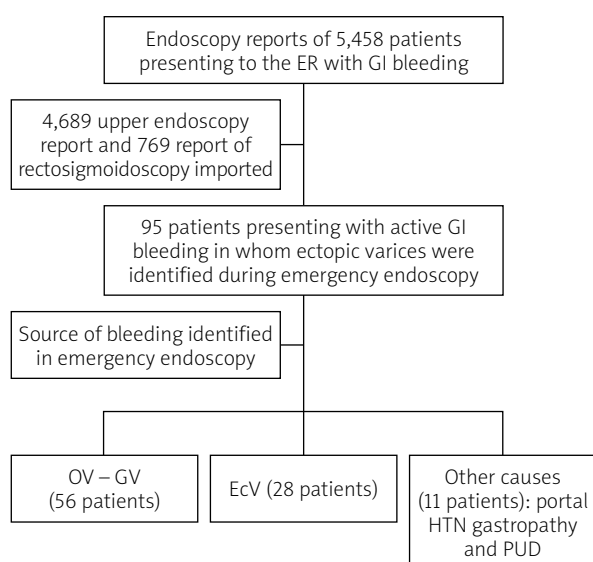 Endoscopy reports of 5,458 patients
presenting to the ER with GI bleeding
4,689 upper endoscopy
report and 769 report of
rectosigmoidoscopy imported
95 patients presenting with active GI
bleeding in whom ectopic varices were
identified during emergency endoscopy
Source of bleeding identified
in emergency endoscopy
OV – GV
(56 patients)
EcV (28 patients)
Other causes
(11 patients): portal
HTN gastropathy
and PUD